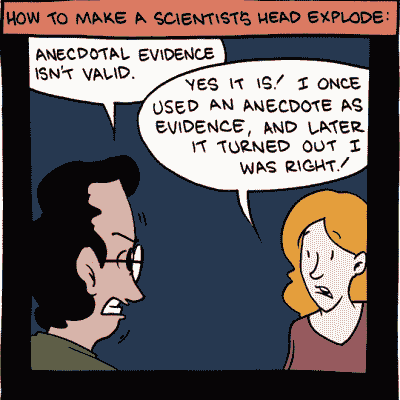 HOW TO MAKE A SCIENTIST'S HEAD EXPLODE:
ANECDOTAL EVIDENCE
ISN'T VALID.
YES IT IS! I ONCE
USED AN ANECDOTE AS
EVIDENCE, AND LATER
IT TURNED OUT I
WAS RIGHT!